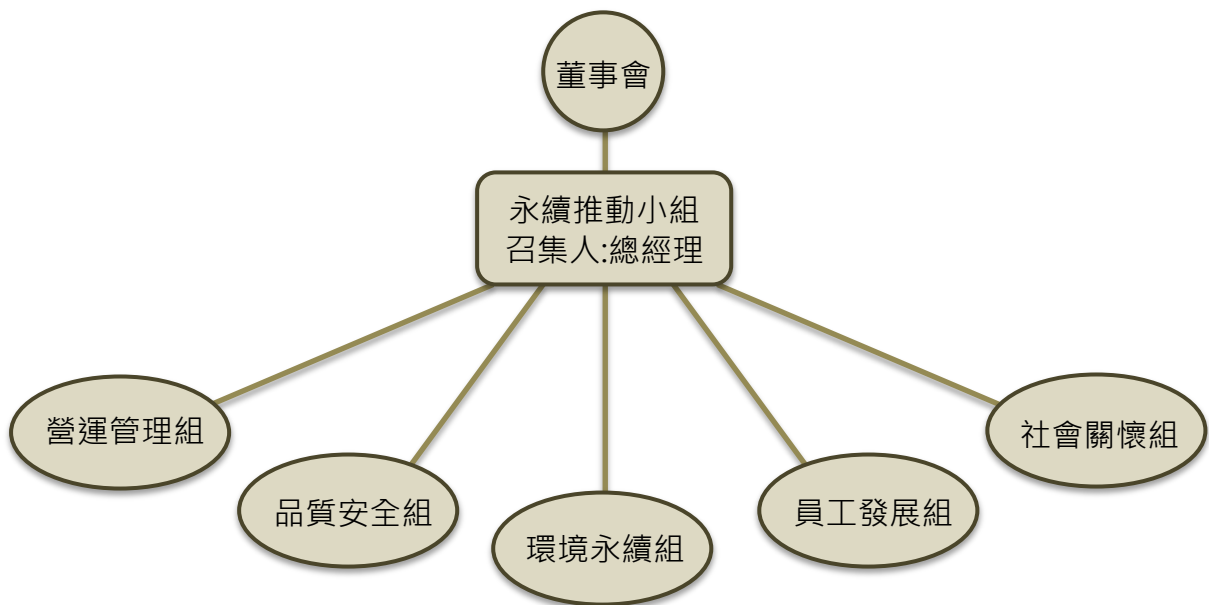 董事會
永續推動小組
召集人:總經理
營運管理組
品質安全組
環境永續組
員工發展組
社會關懷組